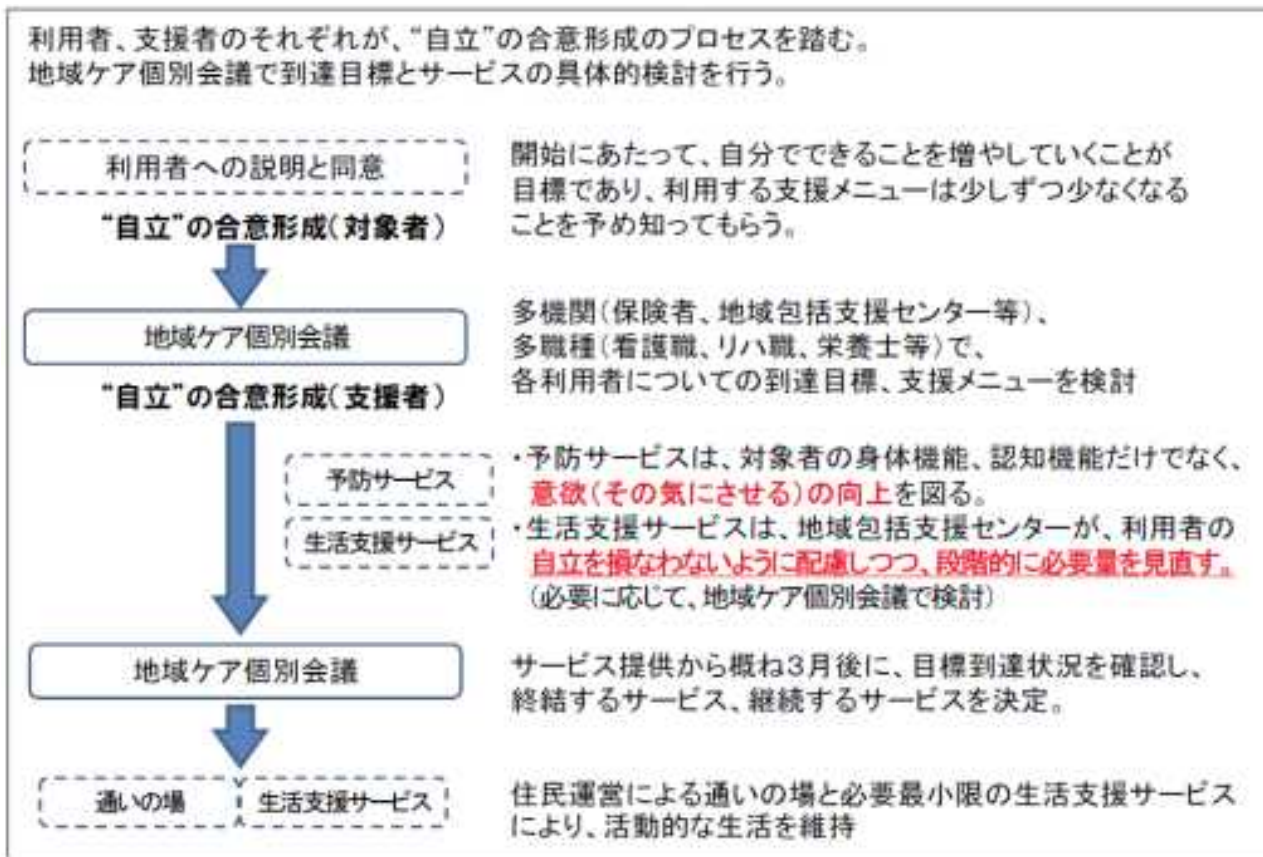 利用者、支援者のそれぞれが、“自立”の合意形成のプロセスを踏む。
地域ケア個別会議で到達目標とサービスの具体的検討を行う。
利用者への説明と同意
“自立”の合意形成(対象者)
開始にあたって、自分でできることを増やしていくことが
目標であり、利用する支援メニューは少しずつ少なくなる
ことを予め知ってもらう。
地域ケア個別会議
“自立”の合意形成(支援者)
多機関(保険者、地域包括支援センター等)、
多職種(看護職、リハ職、栄養士等)で、
各利用者についての到達目標、支援メニューを検討
予防サービス
生活支援サービス
・予防サービスは、対象者の身体機能、認知機能だけでなく、
意欲(その気にさせる)の向上を図る。
・生活支援サービスは、地域包括支援センターが、利用者の
自立を損なわないように配慮しつつ、段階的に必要量を見直す。
(必要に応じて、地域ケア個別会議で検討)
地域ケア個別会議
サービス提供から概ね3月後に、目標到達状況を確認し、
終結するサービス、継続するサービスを決定。
通いの場
生活支援サービス
住民運営による通いの場と必要最小限の生活支援サービス
により、活動的な生活を維持